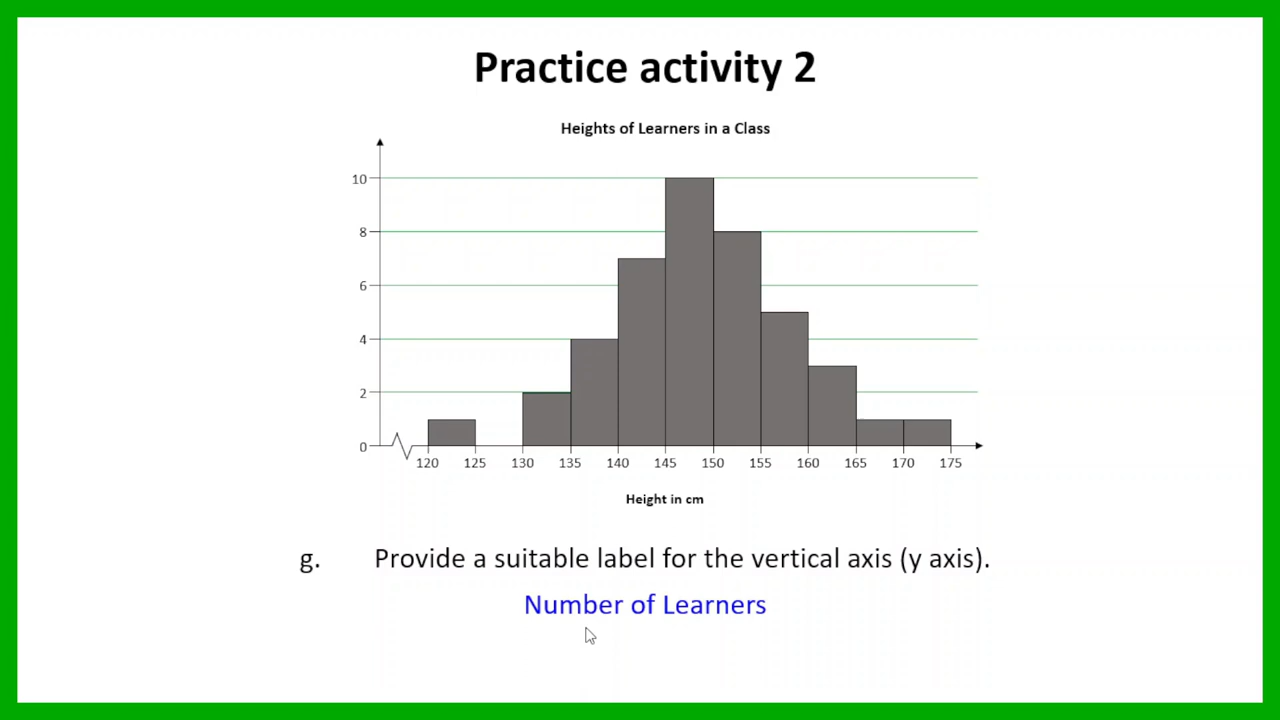 Practice activity 2
Heights of Learners in a Class
10
8
6
4
2
0
120 125 130 135 140 145 150 155 160 165 170 175
Height in cm
g. Provide a suitable label for the vertical axis (y axis).
Number of Learners